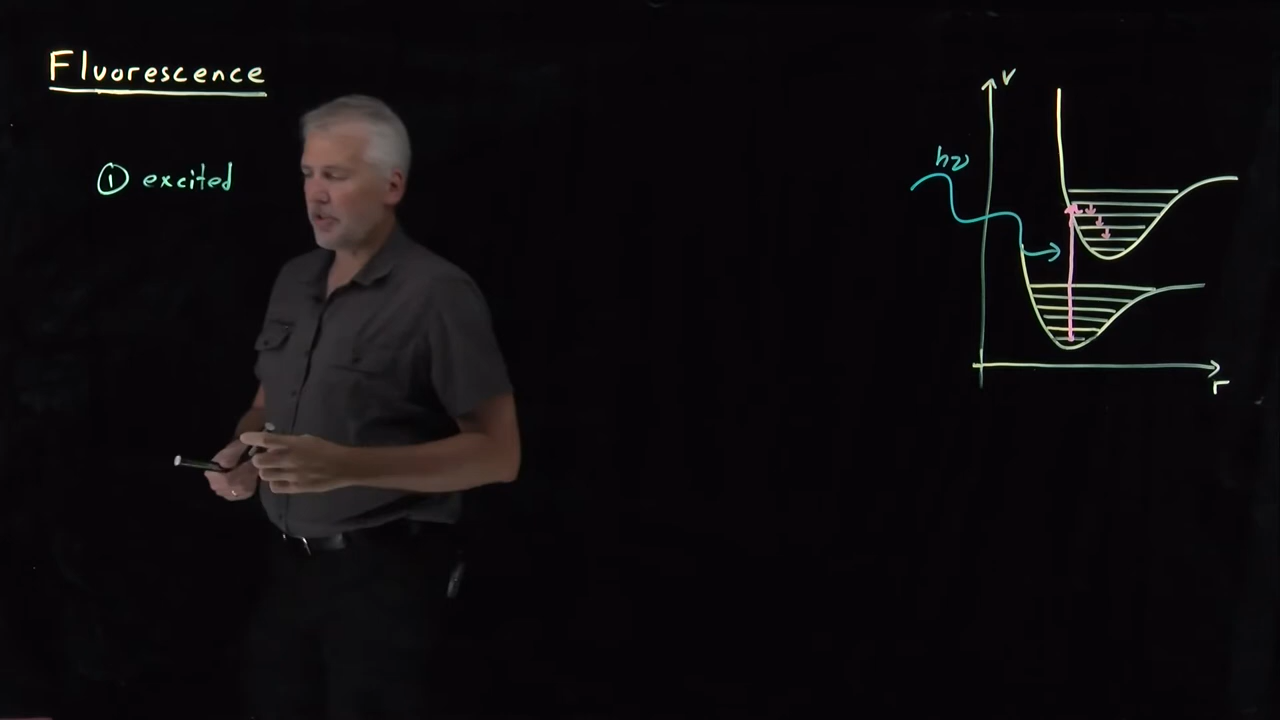 Fluorescence
① excited
hν
V
r